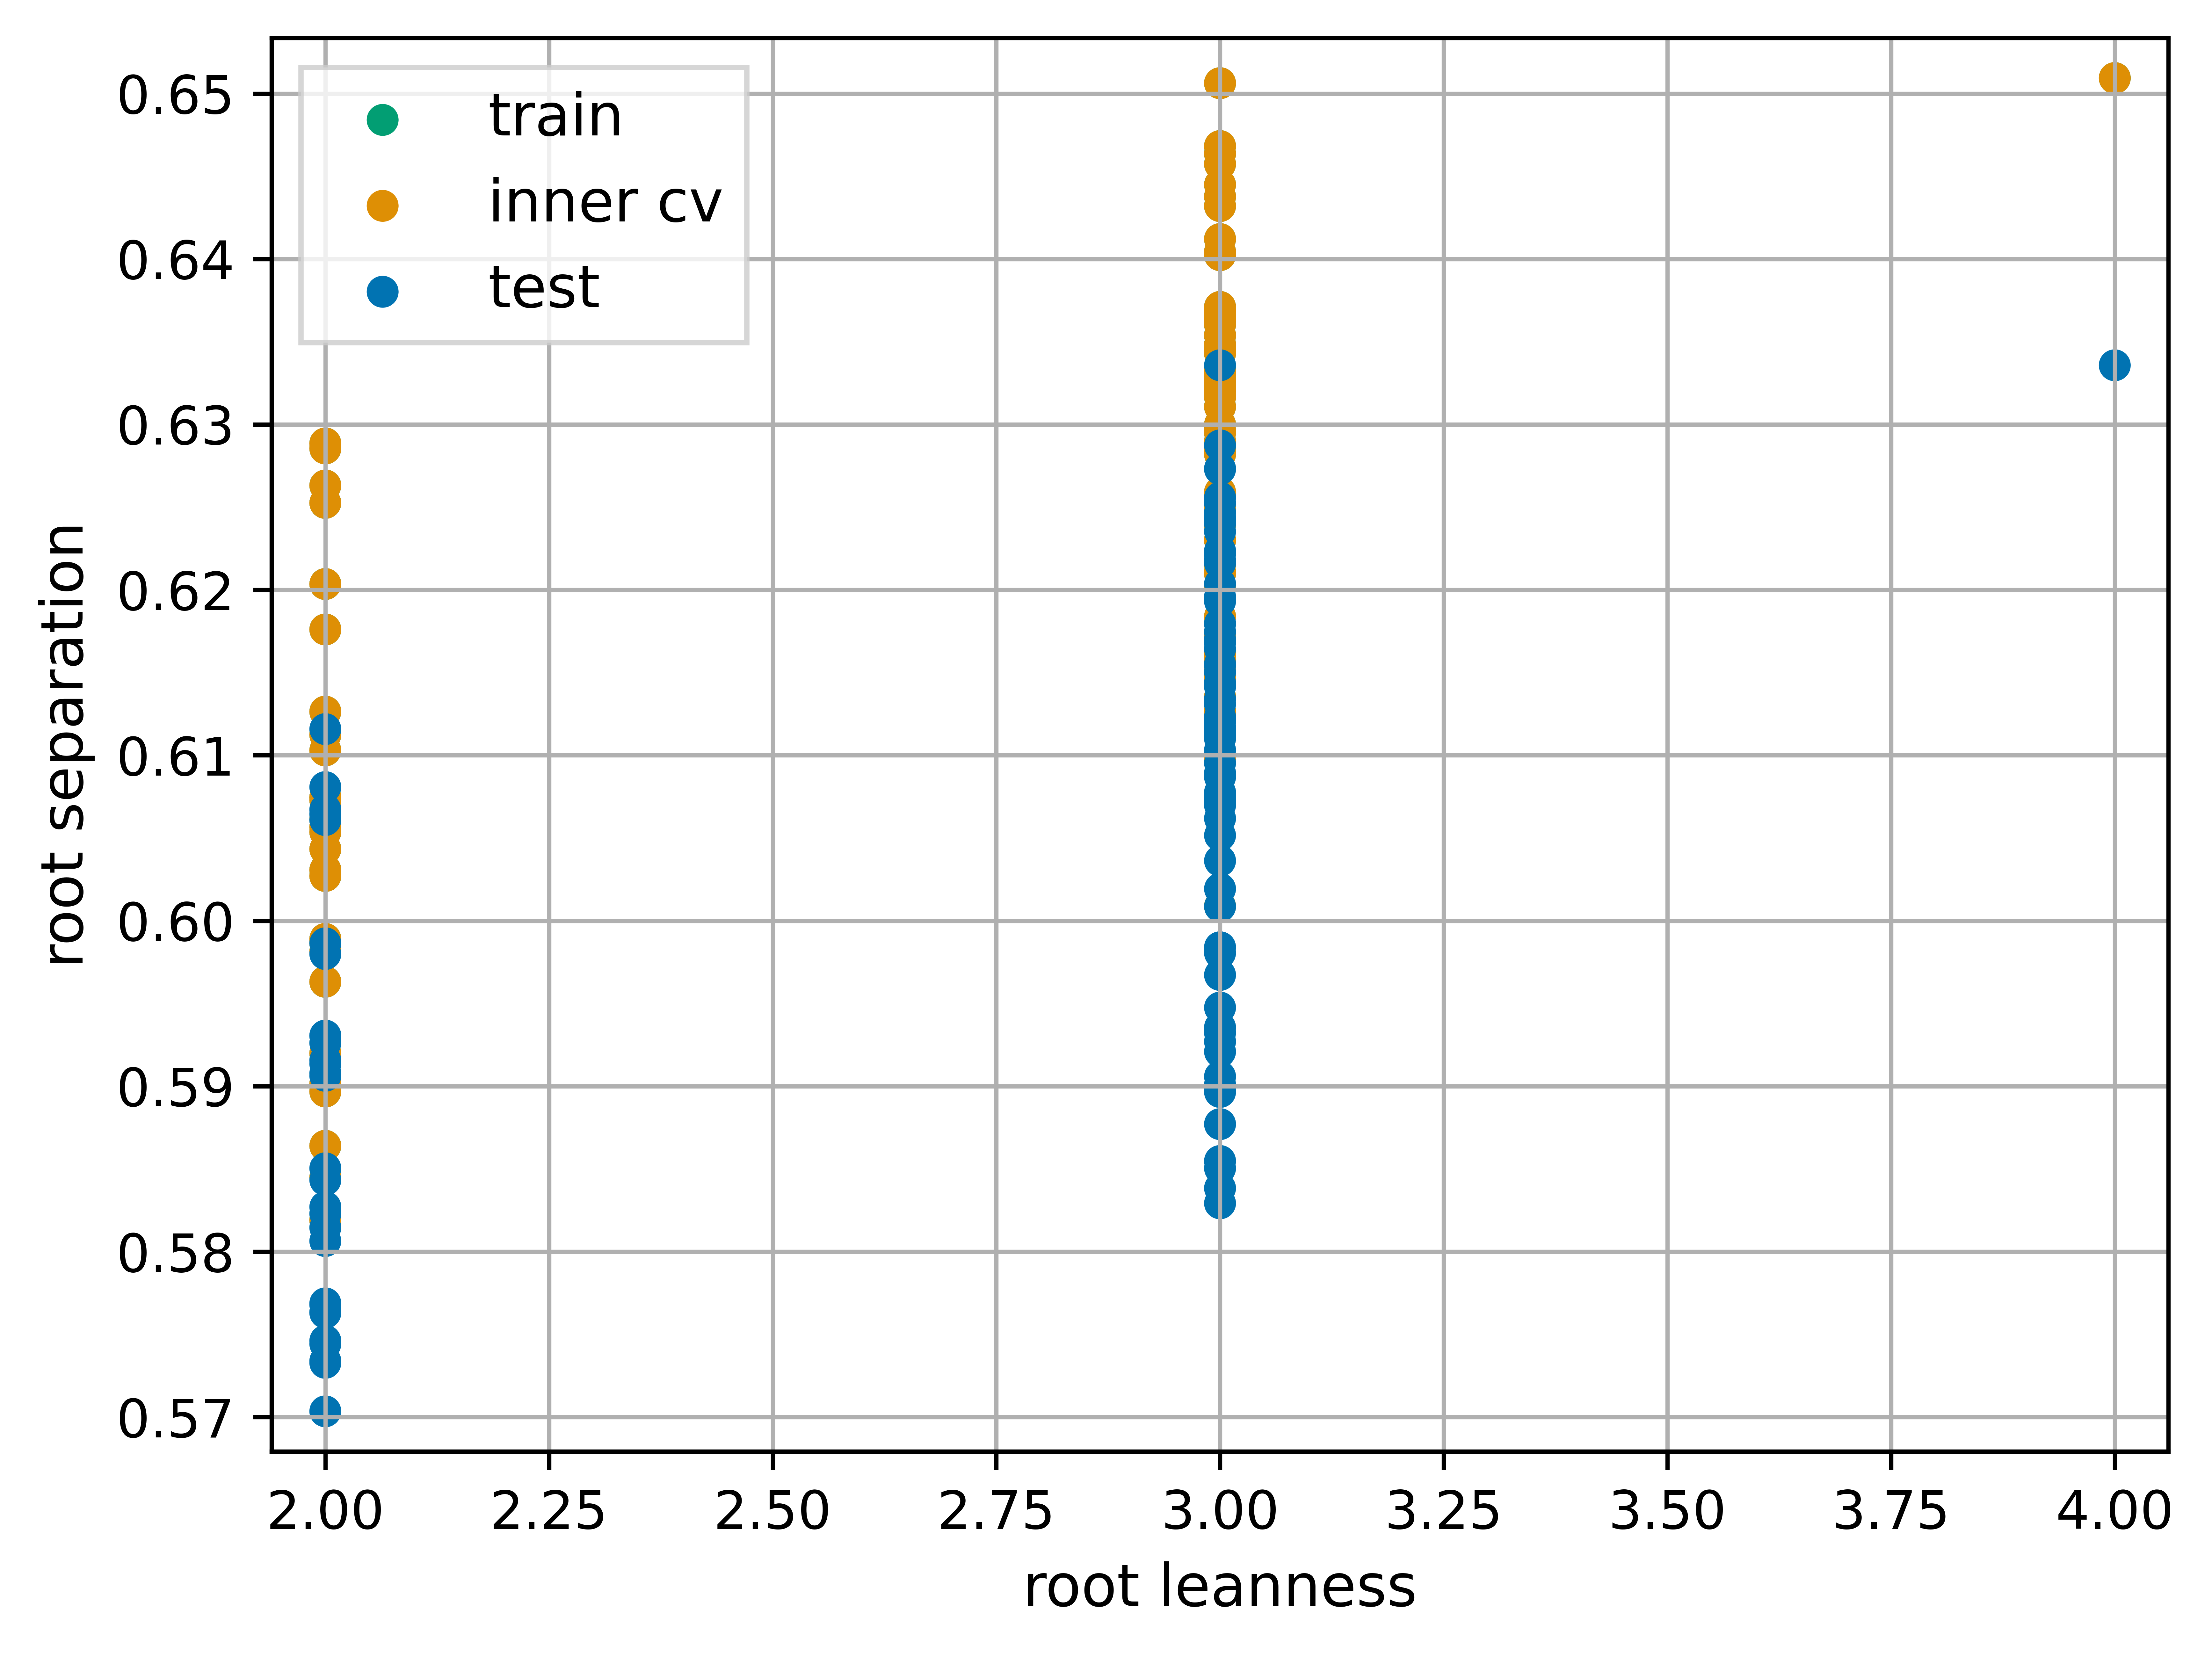 train
inner cv
test
root separation
0.65
0.64
0.63
0.62
0.61
0.60
0.59
0.58
0.57
2.00 2.25 2.50 2.75 3.00 3.25 3.50 3.75 4.00
root leanness